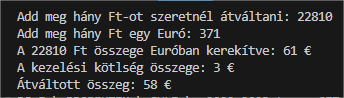 Add meg hány Ft-ot szeretnél átváltani: 22810
Add meg hány Ft egy Euró: 371
A 22810 Ft összege Euróban kerekítve: 61 €
A kezelési kötlség összege: 3 €
Átváltott összeg: 58 €